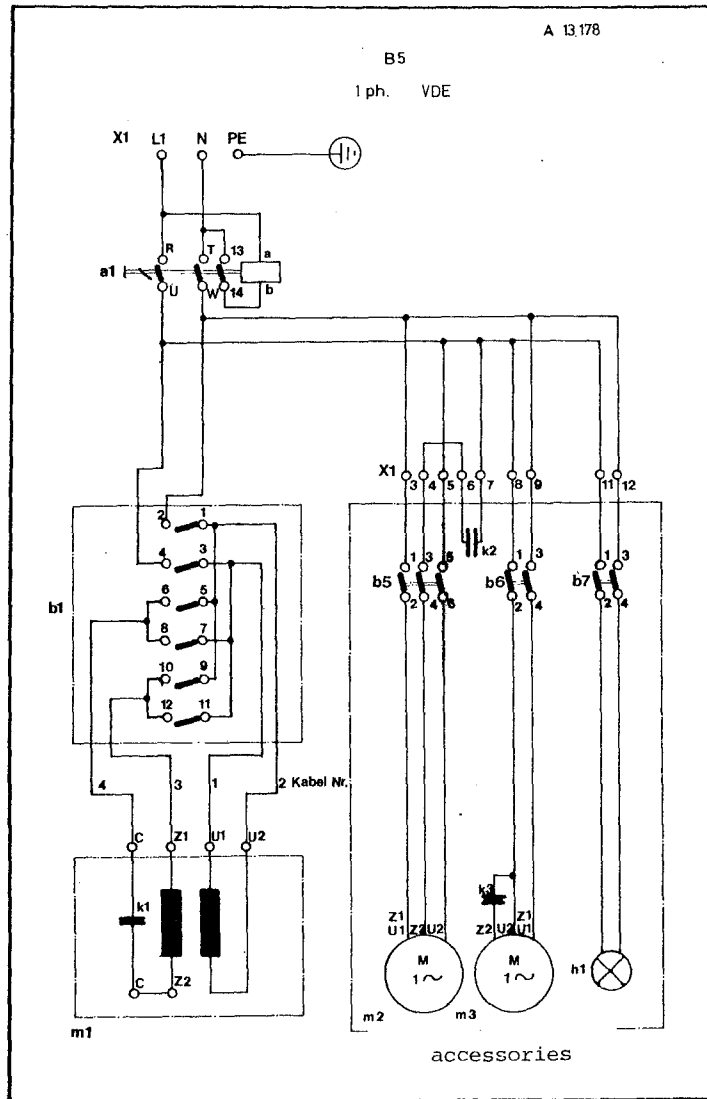 A 13,178
B5
1 ph. VDE
X1 L1 N PE
R T 13 a
a1
U W 14 b
X1
3 4 5 6 7 8 9 11 12
2 1
4 3
6 5
b1
8 7
10 9
12 11
k2
1 3 5 1 3 1 3
b5 b6 b7
2 4 6 2 4 2 4
4 3 1 2 Kabel Nr.
C Z1 U1 U2
k1
C Z2
m1
k3
Z1 Z1
U1 Z2 U2 Z2 U2 U1
M M
1~ 1~
h1
m2 m3
accessories